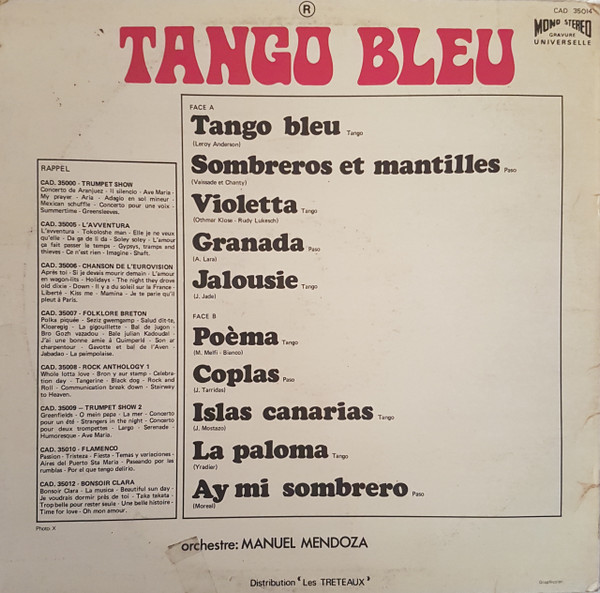 ®
CAD 35014
MONO STEREO
GRAVURE
UNIVERSELLE
TANGO BLEU
RAPPEL
CAD. 35000 - TRUMPET SHOW
Concerto de Aranjuez - Il silencio - Ave Maria -
My prayer - Aria - Adagio en sol mineur -
Mexican schuffle - Concerto pour une voix -
Summertime - Greensleeves.
CAD. 35005 - L'AVVENTURA
L'avventura - Tokoloshe man - Elle je ne veux
qu'elle - Da ga de li da - Soley soley - L'amour
ça fait passer le temps - Gypsys, tramps and
thieves - Ce n'est rien - Imagine - Shaft.
CAD. 35006 - CHANSON DE L'EUROVISION
Après toi - Si je devais mourir demain - L'amour
en wagon-lits - Holidays - The night they drove
old dixie - Down - Il y a du soleil sur la France -
Liberté - Kiss me - Mamina - Je te parie qu'il
pleut à Paris.
CAD. 35007 - FOLKLORE BRETON
Polka piquée - Seziz gwemgamp - Salud dit-te,
Kloaregig - La gigouillette - Bal de jugon -
Bro Gozh vazadou - Bale julian Kadoudal -
J'ai une bonne amie à Quimperlé - Son ar
charpentour - Gavotte et bal de l'Aven -
Jabadao - La paimpolaise.
CAD. 35008 - ROCK ANTHOLOGY 1
Whole lotta love - Bron y sur stamp - Celebra-
tion day - Tangerine - Black dog - Rock and
Roll - Communication break down - Stairway
to Heaven.
CAD. 35009 - TRUMPET SHOW 2
Greenfields - O mein papa - La mer - Concerto
pour un été - Strangers in the night - Concerto
pour deux trompettes - Largo - Serenade -
Humoresque - Ave Maria.
CAD. 35010 - FLAMENCO
Passion - Tristeza - Fiesta - Temas y variaciones -
Aires del Puerto Sta Maria - Paseando por las
rumblas - Por el que tango delirio.
CAD. 35012 - BONSOIR CLARA
Bonsoir Clara - La musica - Beautiful sun day -
Je voudrais dormir près de toi - Taka takata -
Trop belle pour rester seula - Une belle histoire -
Time for love - Oh mon amour.
Photo. X
FACE A
Tango bleu Tango
(Leroy Anderson)
Sombreros et mantilles Paso
(Vaissade et Chanty)
Violetta Tango
(Othmar Klose - Rudy Lukesch)
Granada Paso
(A. Lara)
Jalousie Tango
(J. Jade)
FACE B
Poèma Tango
(M. Melfi - Bianco)
Coplas Paso
(J. Tarridas)
Islas canarias Tango
(J. Mostazo)
La paloma Tango
(Yradier)
Ay mi sombrero Paso
(Moreel)
orchestre: MANUEL MENDOZA
Distribution ‘Les TRETEAUX’